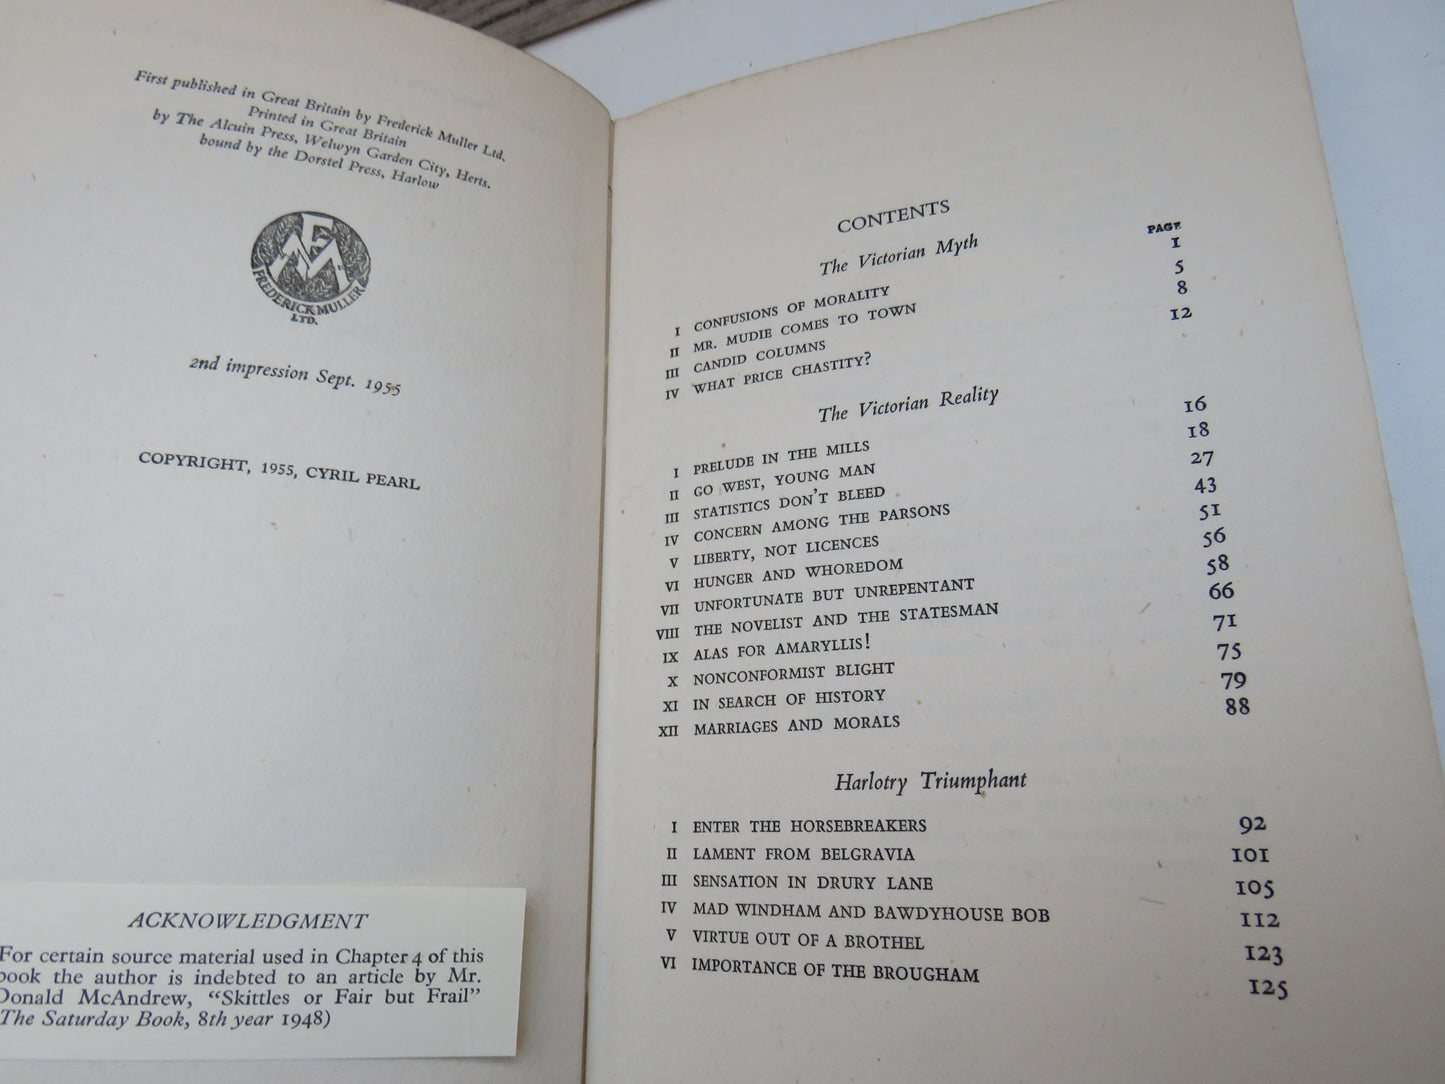 First published in Great Britain by Frederick Muller Ltd.
Printed in Great Britain
by The Alcuin Press, Welwyn Garden City, Herts.
bound by the Dorstel Press, Harlow
FM
FREDERICK MULLER
LTD.
2nd impression Sept. 1955
COPYRIGHT, 1955, CYRIL PEARL
ACKNOWLEDGMENT
For certain source material used in Chapter 4 of this
book the author is indebted to an article by Mr.
Donald McAndrew, “Skittles or Fair but Frail”
The Saturday Book, 8th year 1948)
CONTENTS
The Victorian Myth
PAGE
I CONFUSIONS OF MORALITY 1
II MR. MUDIE COMES TO TOWN 5
III CANDID COLUMNS 8
IV WHAT PRICE CHASTITY? 12
The Victorian Reality
I PRELUDE IN THE MILLS 16
II GO WEST, YOUNG MAN 18
III STATISTICS DON'T BLEED 27
IV CONCERN AMONG THE PARSONS 43
V LIBERTY, NOT LICENCES 51
VI HUNGER AND WHOREDOM 56
VII UNFORTUNATE BUT UNREPENTANT 58
VIII THE NOVELIST AND THE STATESMAN 66
IX ALAS FOR AMARYLLIS! 71
X NONCONFORMIST BLIGHT 75
XI IN SEARCH OF HISTORY 79
XII MARRIAGES AND MORALS 88
Harlotry Triumphant
I ENTER THE HORSEBREAKERS 92
II LAMENT FROM BELGRAVIA 101
III SENSATION IN DRURY LANE 105
IV MAD WINDHAM AND BAWDYHOUSE BOB 112
V VIRTUE OUT OF A BROTHEL 123
VI IMPORTANCE OF THE BROUGHAM 125